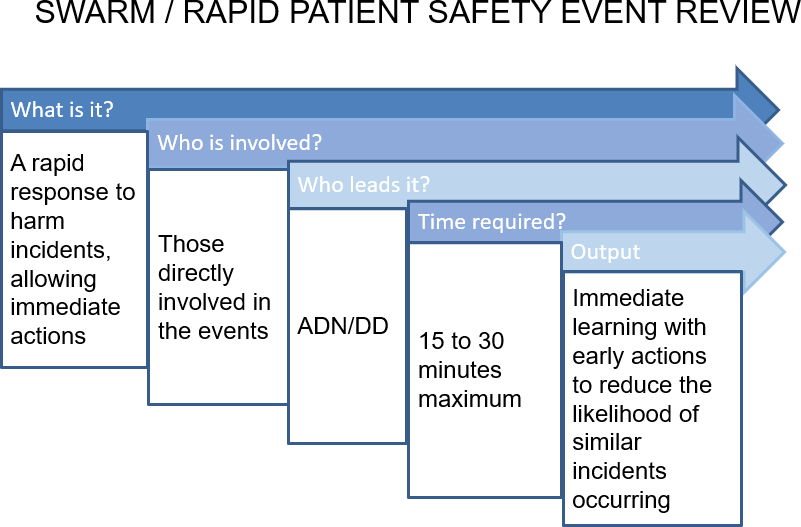 SWARM / RAPID PATIENT SAFETY EVENT REVIEW
What is it?
A rapid
response to
harm
incidents,
allowing
immediate
actions
Who is involved?
Those
directly
involved in
the events
Who leads it?
ADN/DD
Time required?
15 to 30
minutes
maximum
Output
Immediate
learning with
early actions
to reduce the
likelihood of
similar
incidents
occurring